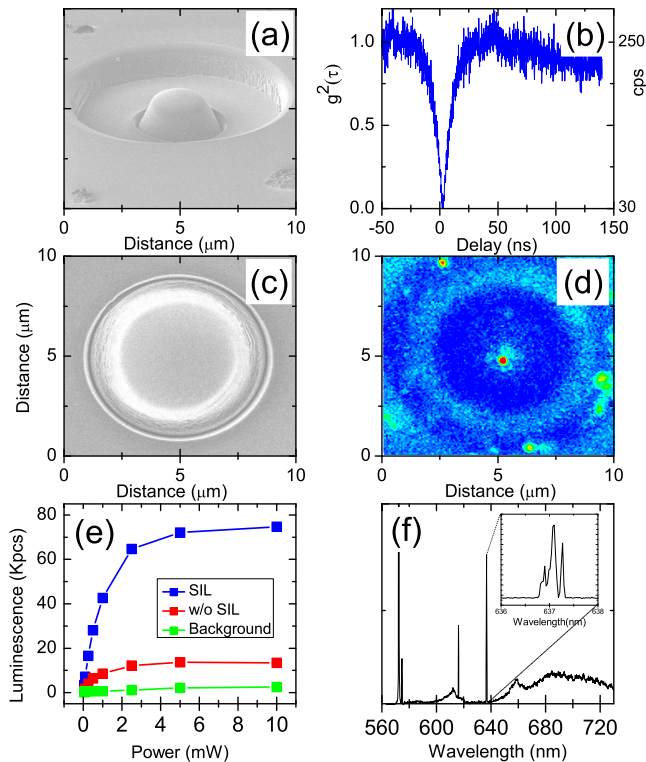 (a)
0 5 10
Distance (μm)
(b)
1.0
0.5
0.0
g²(τ)
250
cps
30
-50 0 50 100 150
Delay (ns)
(c)
10
5
0
Distance (μm)
0 5 10
Distance (μm)
(d)
10
5
0
0 5 10
Distance (μm)
(e)
80
60
40
20
0
Luminescence (Kpcs)
SIL
w/o SIL
Background
0 2 4 6 8 10
Power (mW)
(f)
636 637 638
Wavelength(nm)
560 600 640 680 720
Wavelength (nm)